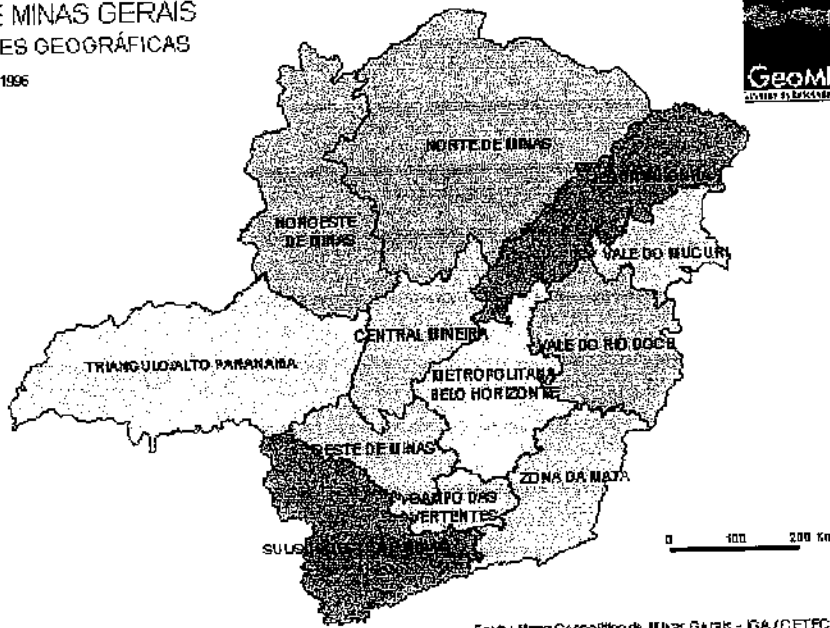 E MINAS GERAIS
ES GEOGRÁFICAS
1996
GeoMI
NORTE DE MINAS
NOROESTE
DE MINAS
VALE DO MUCURI
CENTRAL MINEIRA
VALE DO RIO DOCE
TRIANGULO/ALTO PARANAIBA
METROPOLITANA
BELO HORIZONTE
OESTE DE MINAS
ZONA DA MATA
CAMPO DAS
VERTENTES
0 100 200 Km